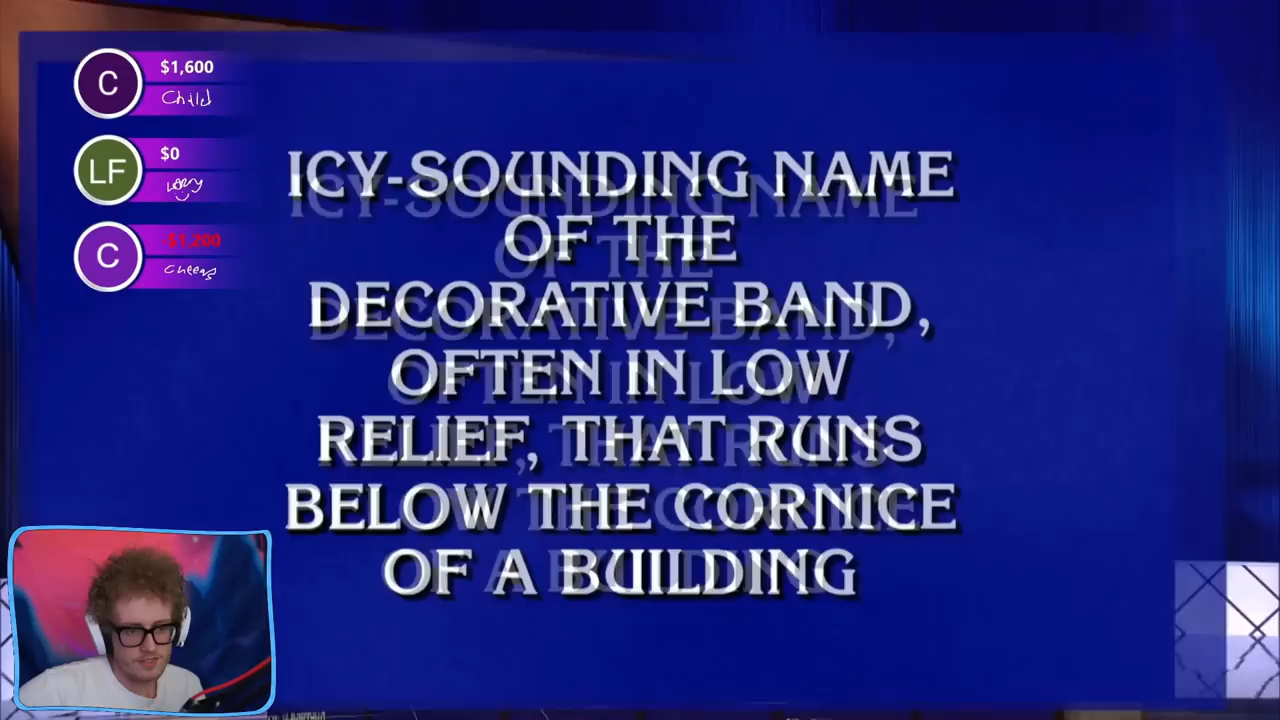 C
$1,600
Child
LF
$0
Larry
C
-$1,200
cheers
ICY-SOUNDING NAME
OF THE
DECORATIVE BAND,
OFTEN IN LOW
RELIEF, THAT RUNS
BELOW THE CORNICE
OF A BUILDING